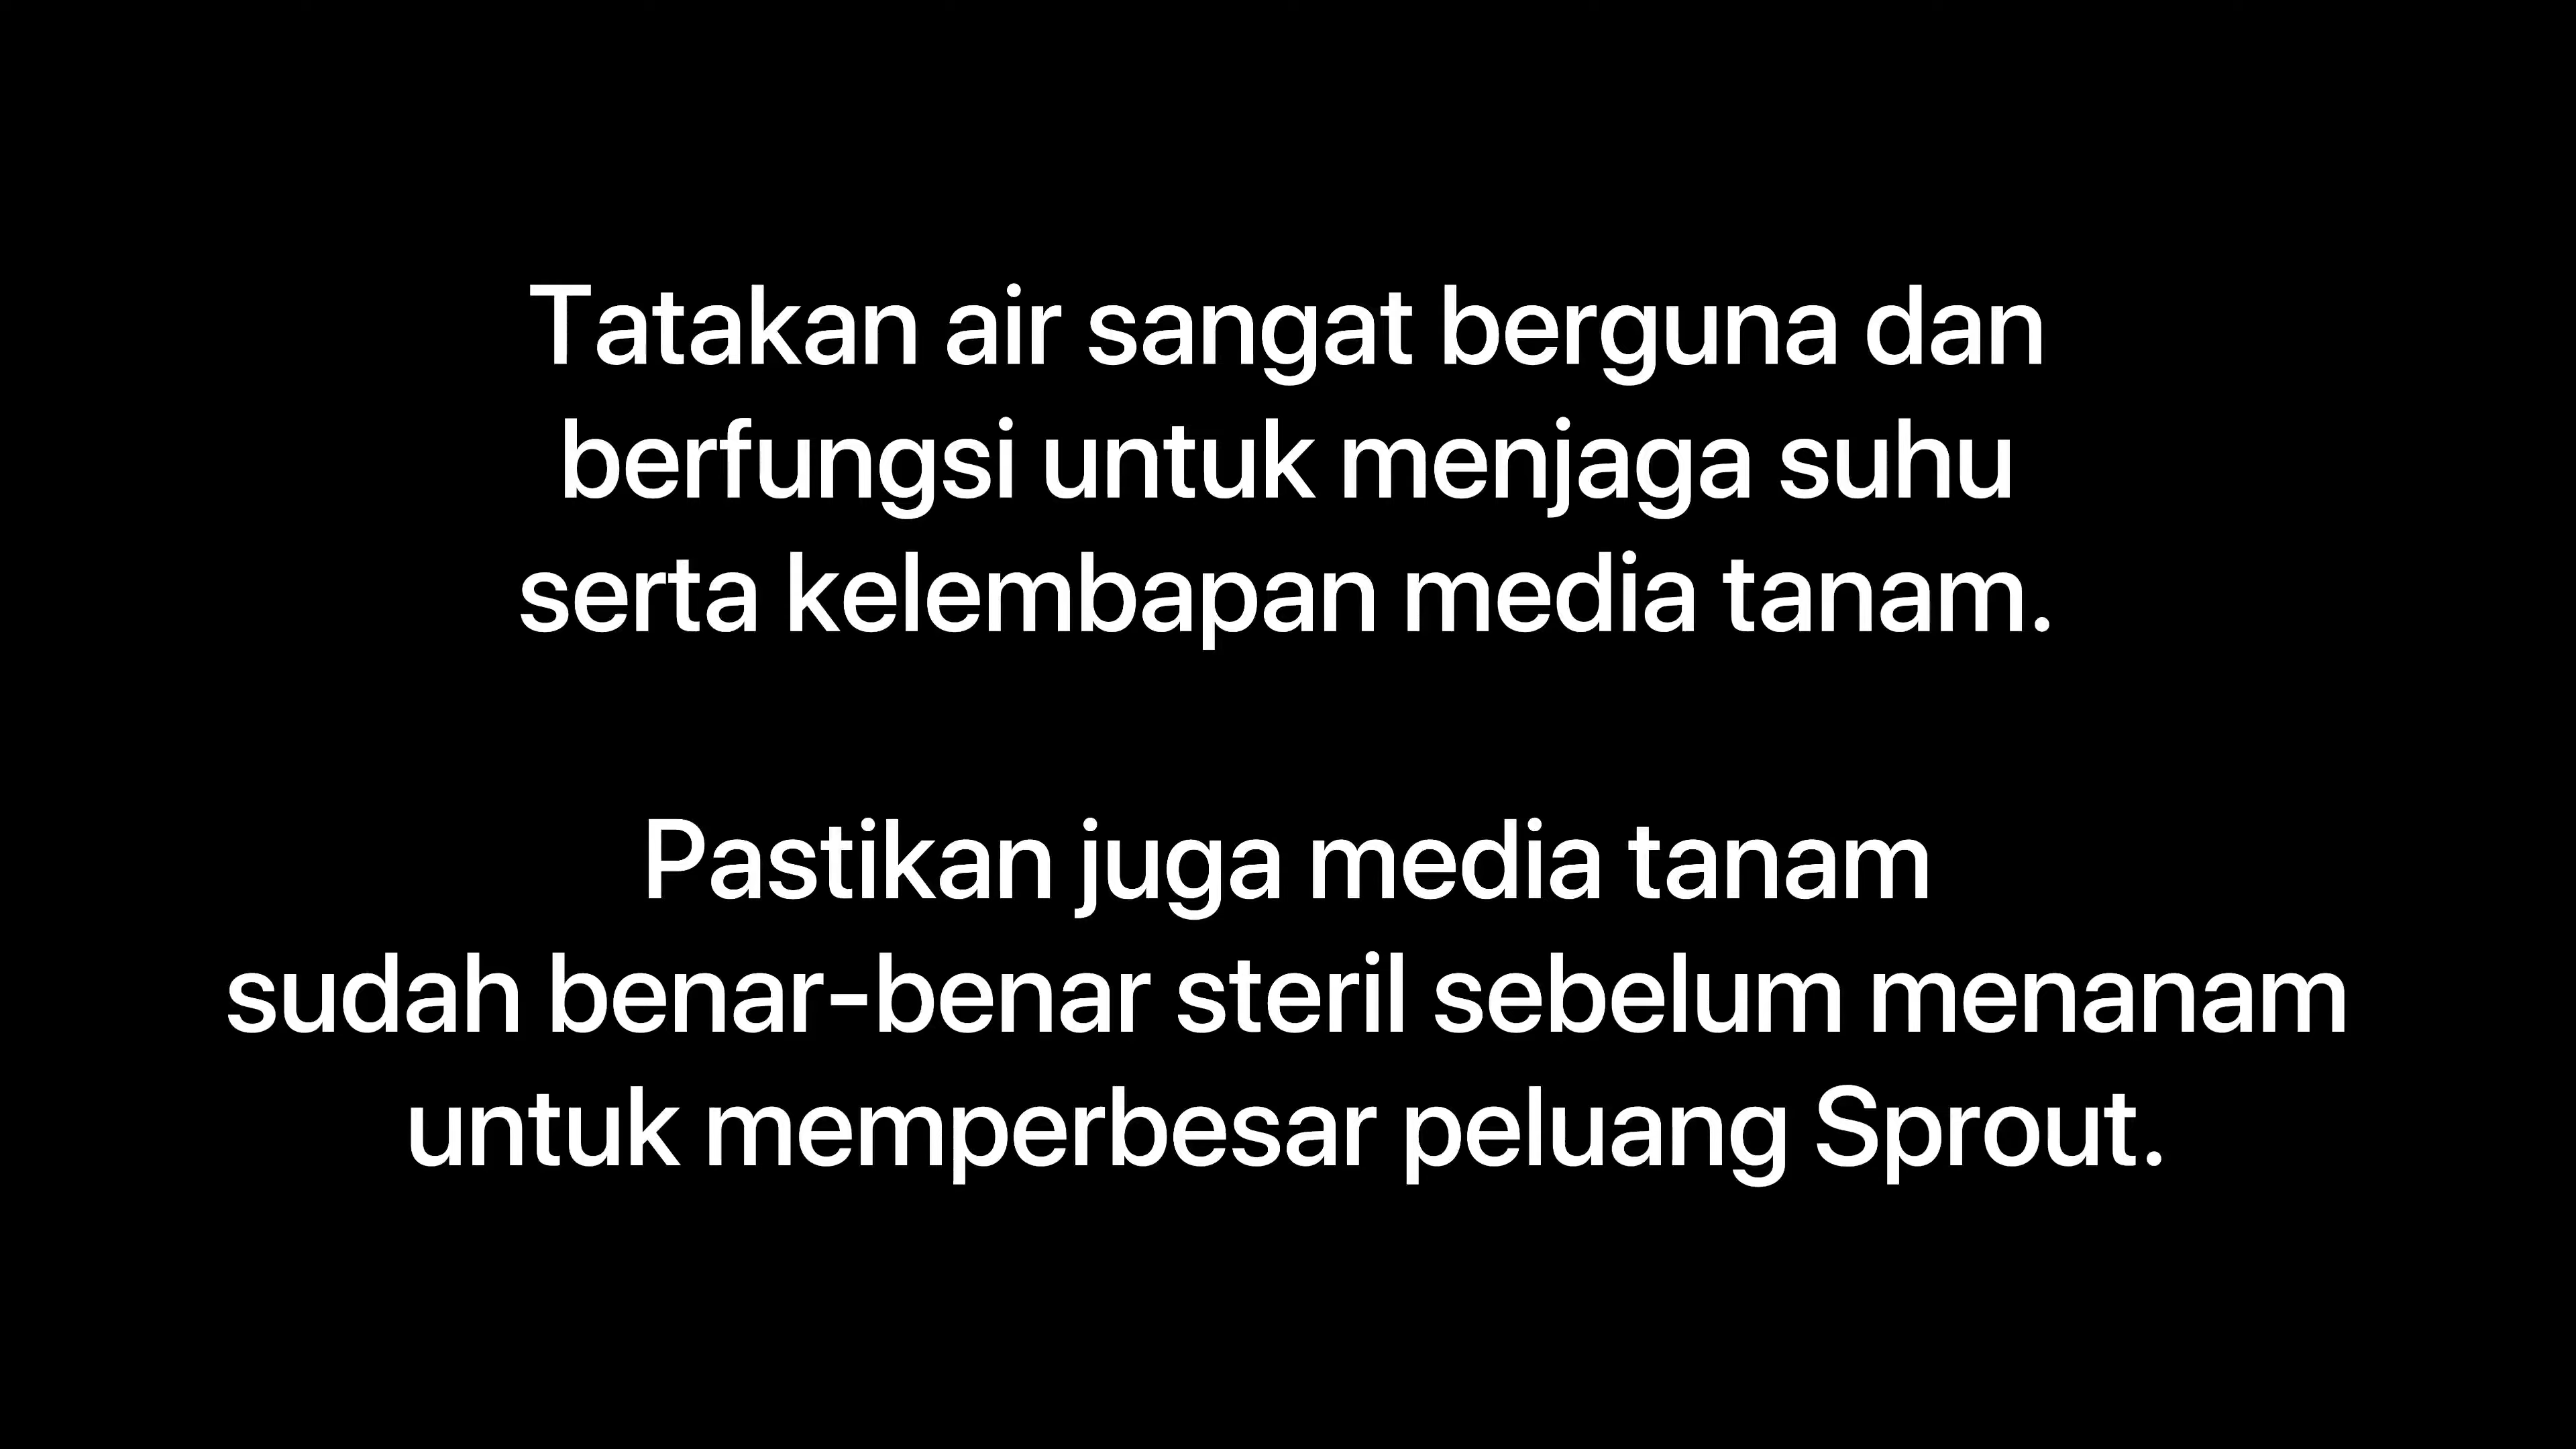 Tatakan air sangat berguna dan
berfungsi untuk menjaga suhu
serta kelembapan media tanam.
Pastikan juga media tanam
sudah benar-benar steril sebelum menanam
untuk memperbesar peluang Sprout.